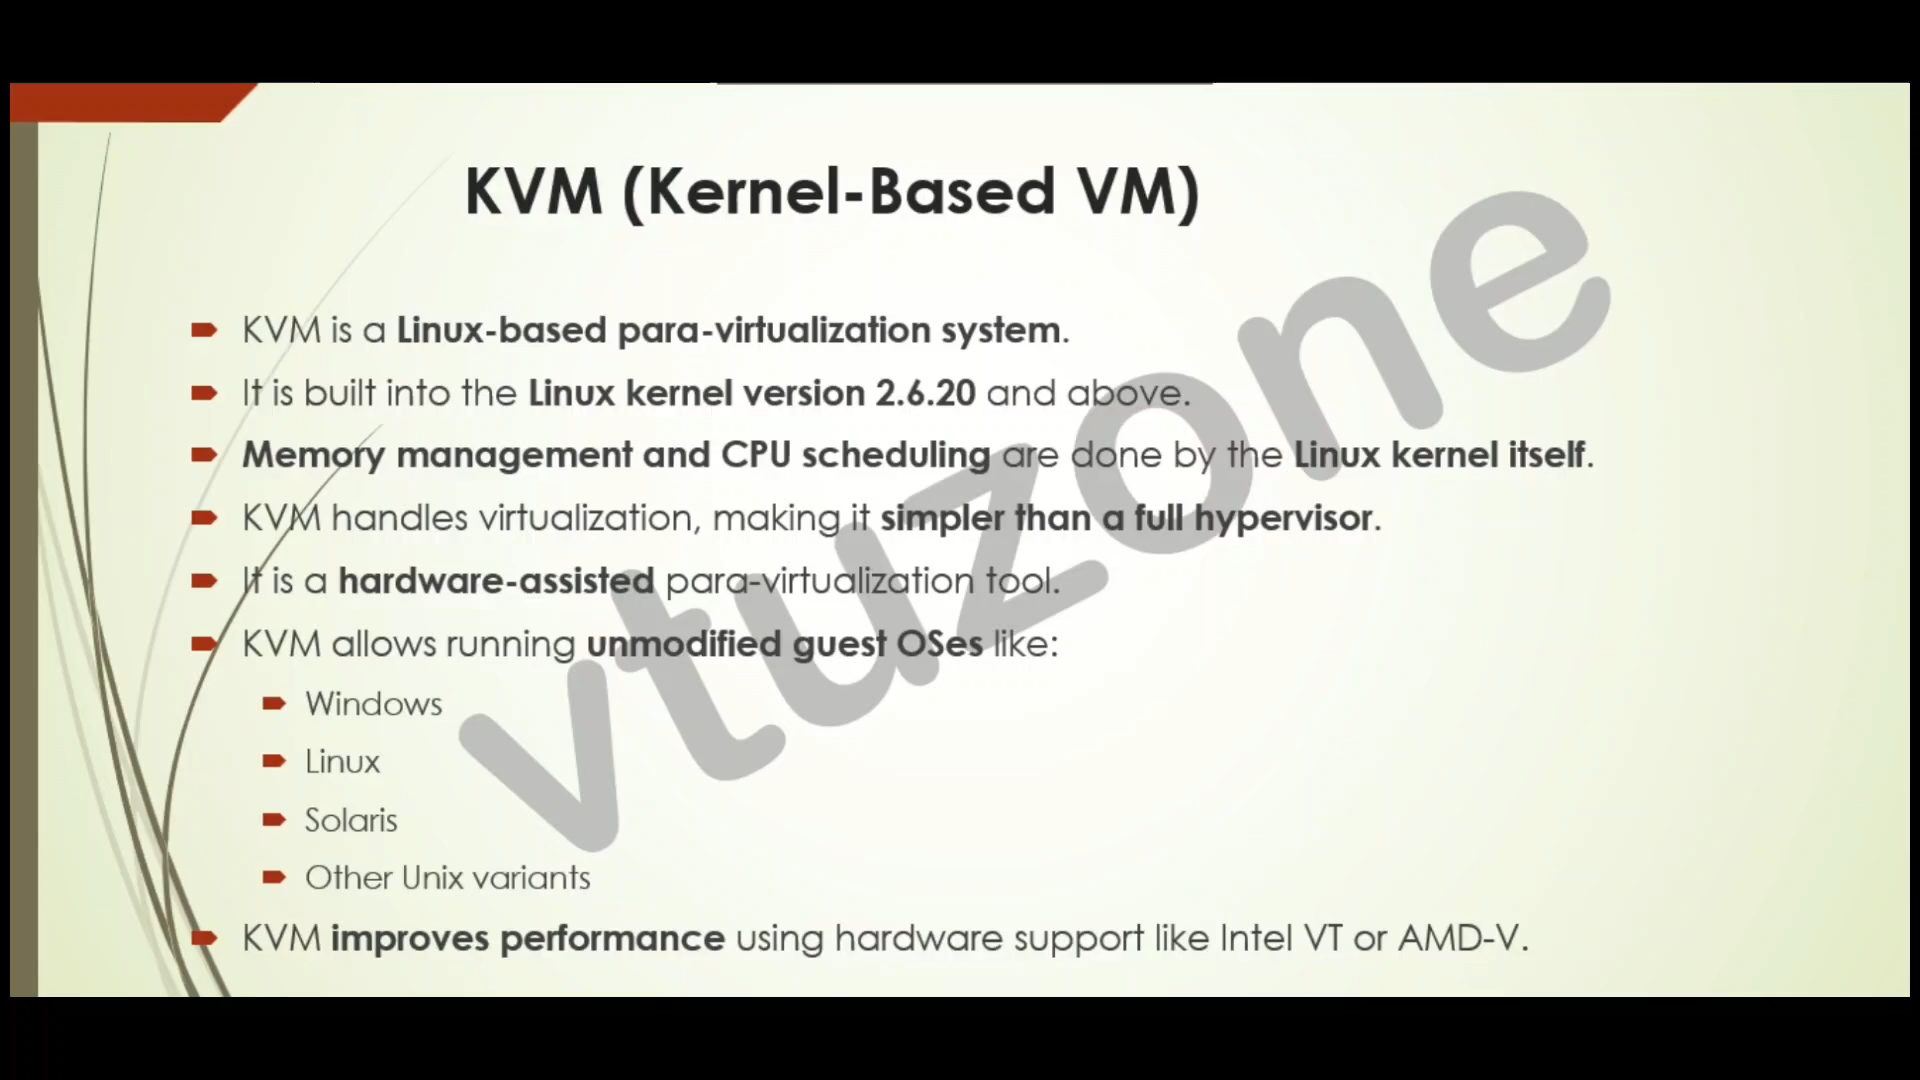 KVM (Kernel-Based VM)
KVM is a Linux-based para-virtualization system.
It is built into the Linux kernel version 2.6.20 and above.
Memory management and CPU scheduling are done by the Linux kernel itself.
KVM handles virtualization, making it simpler than a full hypervisor.
It is a hardware-assisted para-virtualization tool.
KVM allows running unmodified guest OSes like:
Windows
Linux
Solaris
Other Unix variants
KVM improves performance using hardware support like Intel VT or AMD-V.
vtuzone